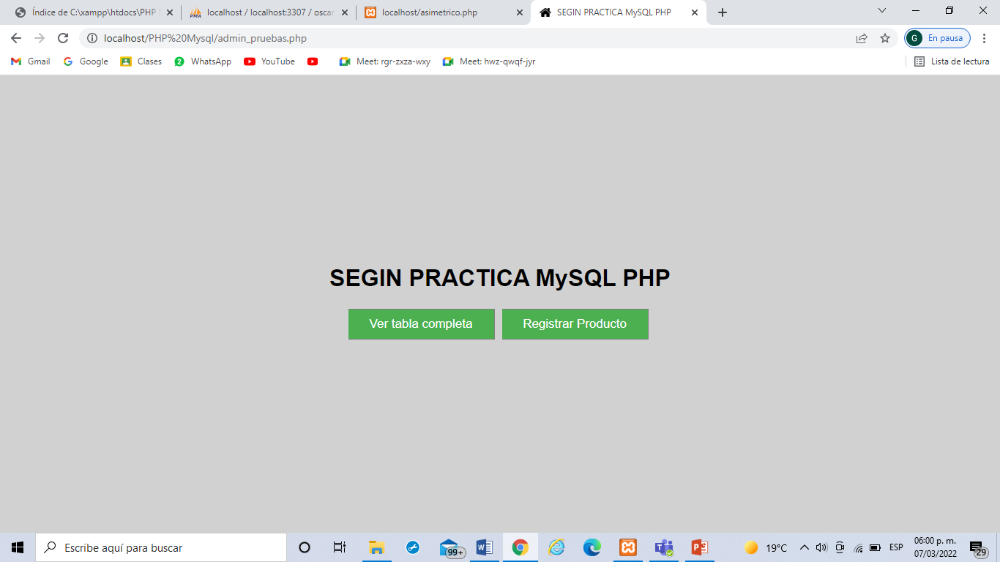 Índice de C:\xampp\htdocs\PHP
localhost / localhost:3307 / oscar
localhost/asimetrico.php
SEGIN PRACTICA MySQL PHP
localhost/PHP%20Mysql/admin_pruebas.php
G En pausa
Gmail Google Clases 2 WhatsApp YouTube Meet: rgr-zxza-wxy Meet: hwz-qwqf-jyr Lista de lectura
SEGIN PRACTICA MySQL PHP
Ver tabla completa Registrar Producto
Escribe aquí para buscar
99+
19°C
ESP
06:00 p. m.
07/03/2022
29